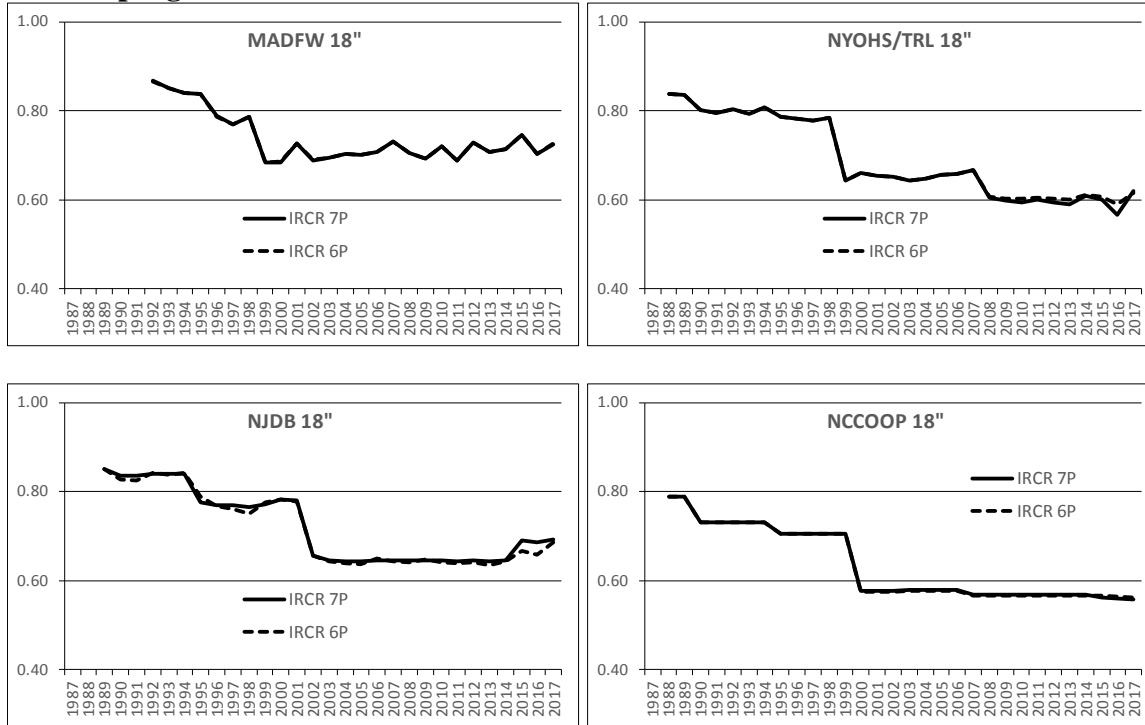 MADFW 18"
1.00
0.80
0.60
0.40
IRCR 7P
IRCR 6P
1987 1988 1989 1990 1991 1992 1993 1994 1995 1996 1997 1998 1999 2000 2001 2002 2003 2004 2005 2006 2007 2008 2009 2010 2011 2012 2013 2014 2015 2016 2017
NYOHS/TRL 18"
1.00
0.80
0.60
0.40
IRCR 7P
IRCR 6P
1987 1988 1989 1990 1991 1992 1993 1994 1995 1996 1997 1998 1999 2000 2001 2002 2003 2004 2005 2006 2007 2008 2009 2010 2011 2012 2013 2014 2015 2016 2017
NJDB 18"
1.00
0.80
0.60
0.40
IRCR 7P
IRCR 6P
1987 1988 1989 1990 1991 1992 1993 1994 1995 1996 1997 1998 1999 2000 2001 2002 2003 2004 2005 2006 2007 2008 2009 2010 2011 2012 2013 2014 2015 2016 2017
NCCOOP 18"
1.00
0.80
0.60
0.40
IRCR 7P
IRCR 6P
1987 1988 1989 1990 1991 1992 1993 1994 1995 1996 1997 1998 1999 2000 2001 2002 2003 2004 2005 2006 2007 2008 2009 2010 2011 2012 2013 2014 2015 2016 2017